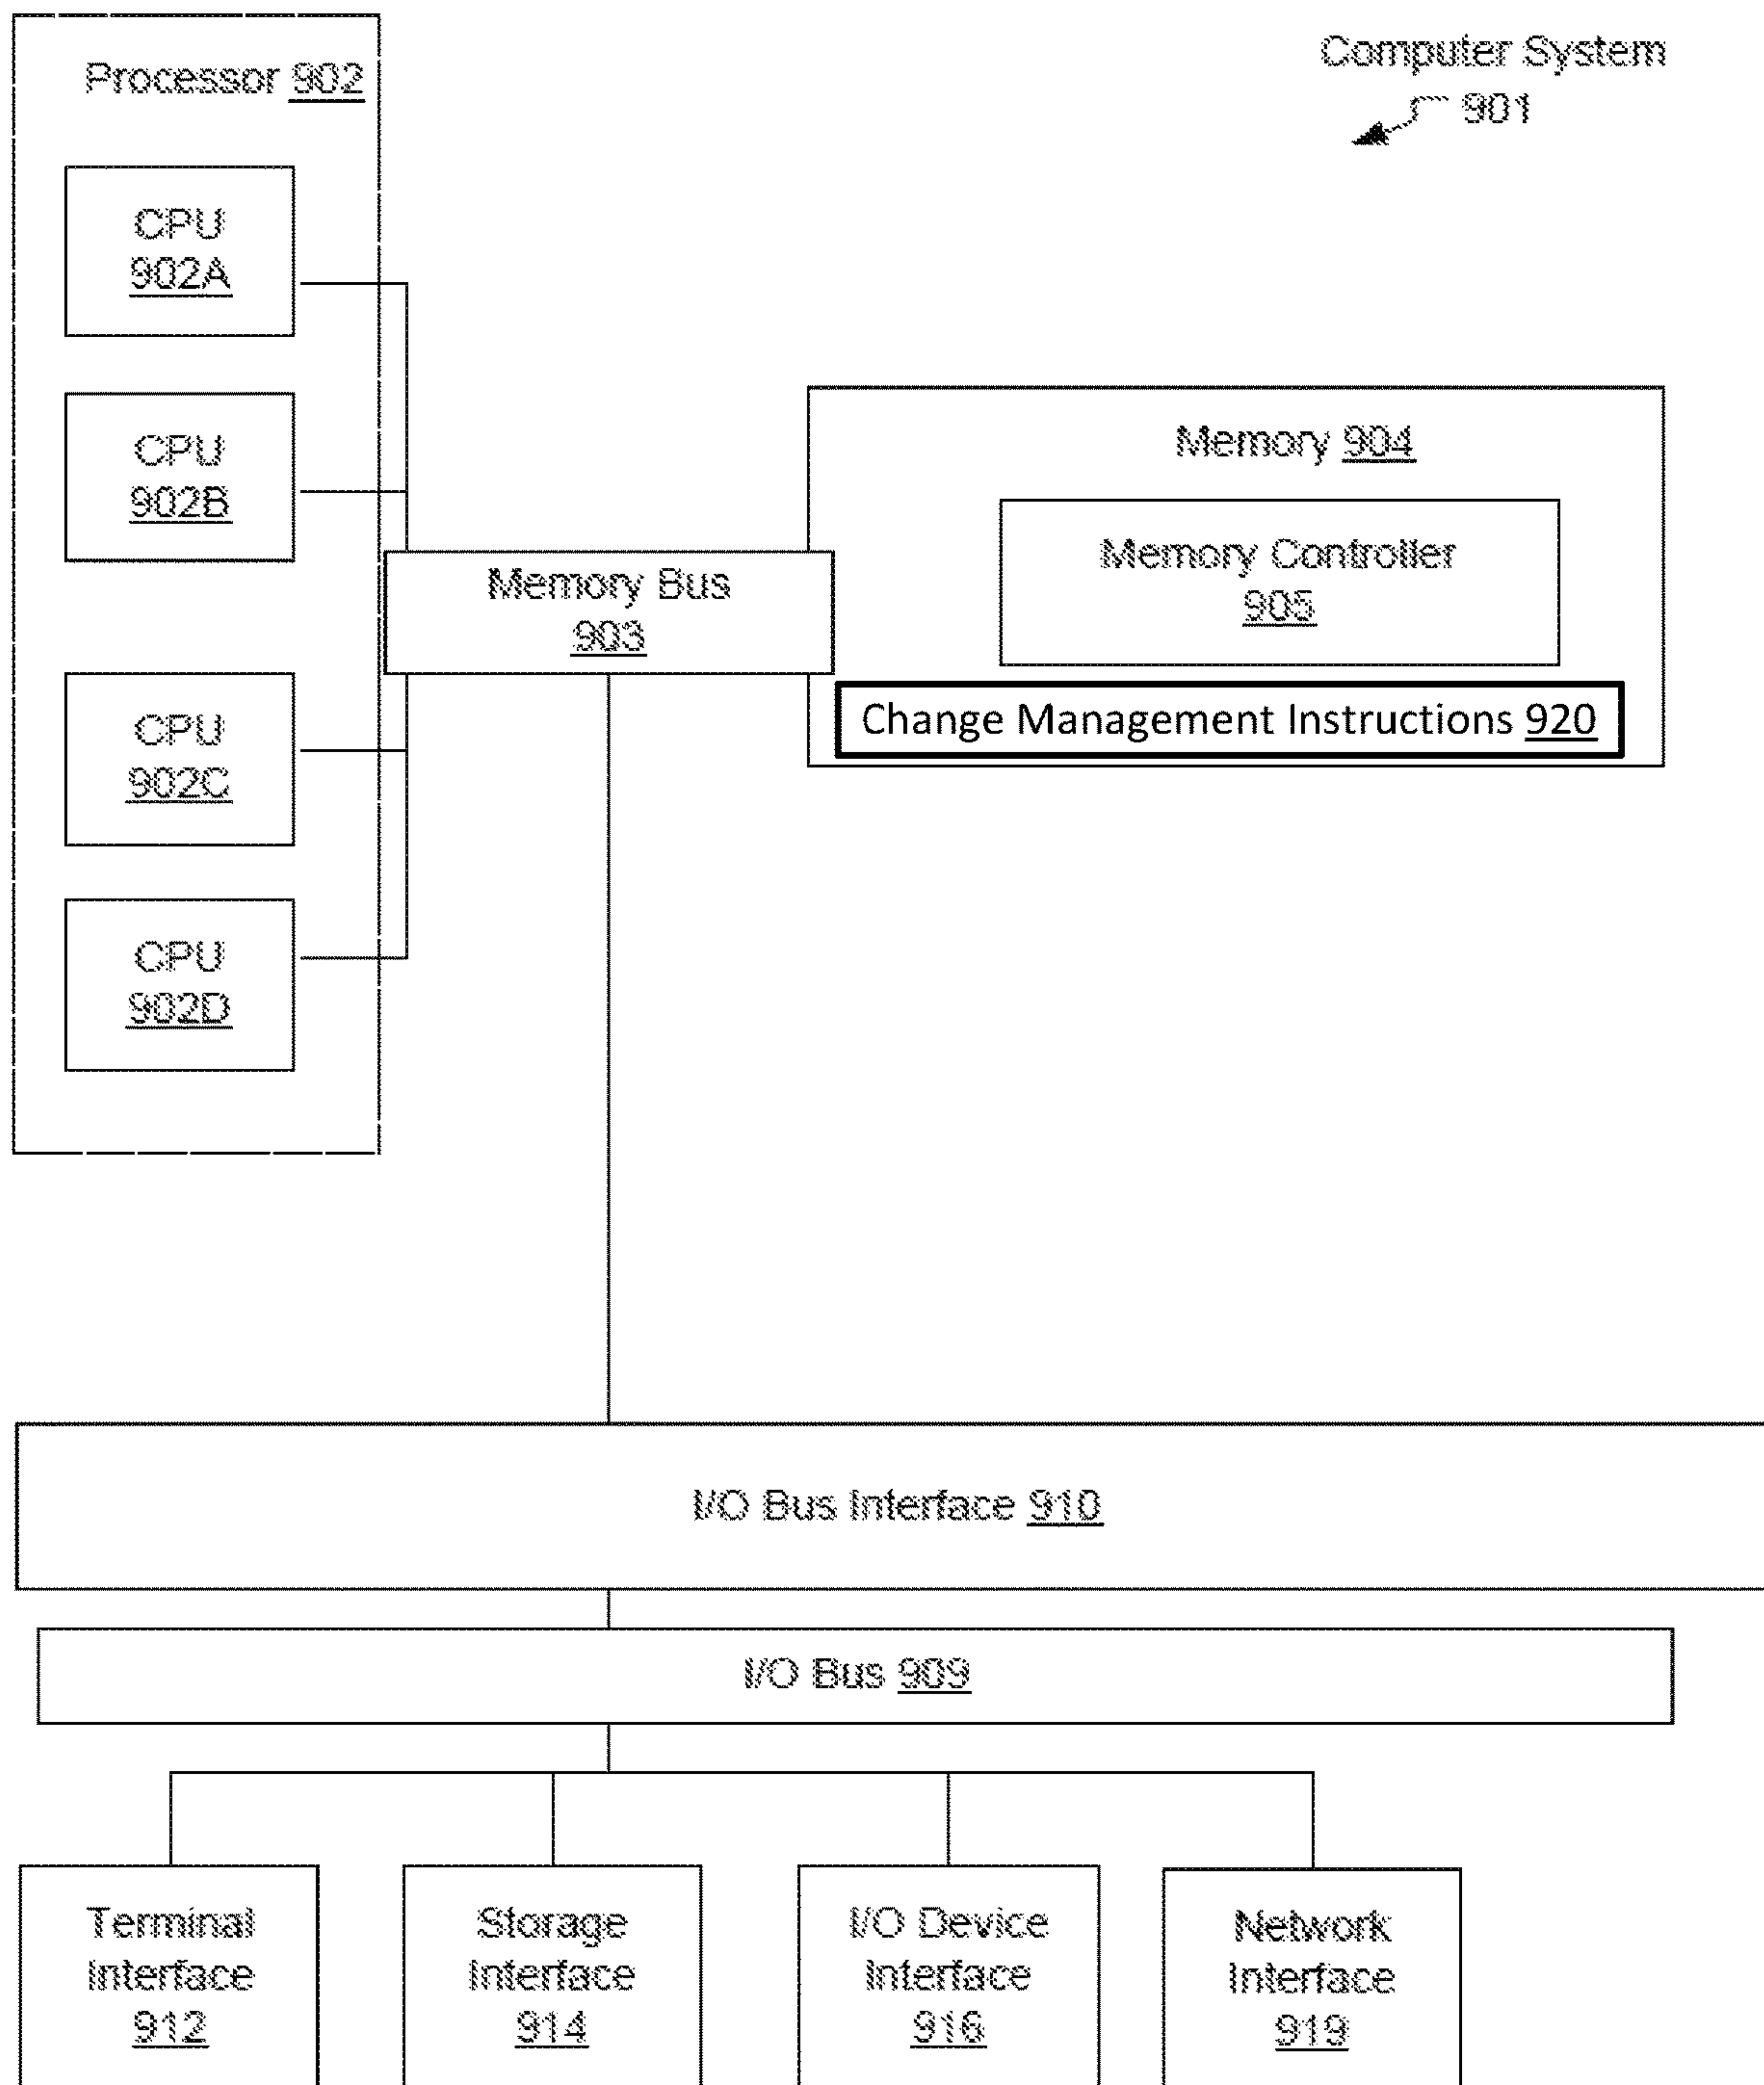 Processor 902
Computer System
901
CPU
902A
CPU
902B
Memory 904
Memory Controller
905
Memory Bus
903
Change Management Instructions 920
CPU
902C
CPU
902D
I/O Bus Interface 910
I/O Bus 909
Terminal
Interface
912
Storage
Interface
914
I/O Device
Interface
916
Network
Interface
919